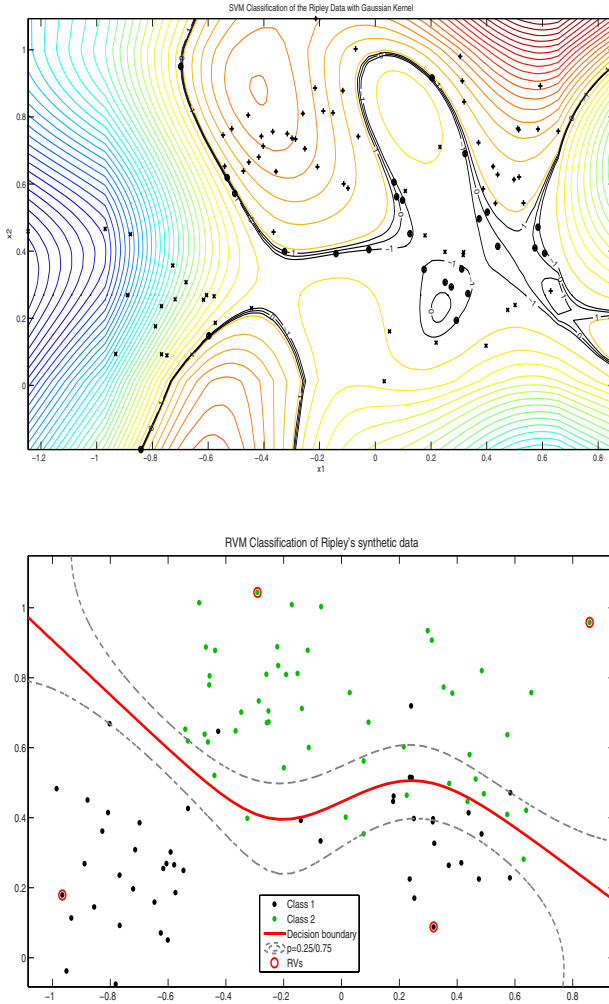 SVM Classification of the Ripley Data with Gaussian Kernel
1
0.8
0.6
0.4
0.2
0
x2
−1.2 −1 −0.8 −0.6 −0.4 −0.2 0 0.2 0.4 0.6 0.8
x1
RVM Classification of Ripley's synthetic data
1
0.8
0.6
0.4
0.2
0
Class 1
Class 2
Decision boundary
p=0.25/0.75
RVs
−1 −0.8 −0.6 −0.4 −0.2 0 0.2 0.4 0.6 0.8